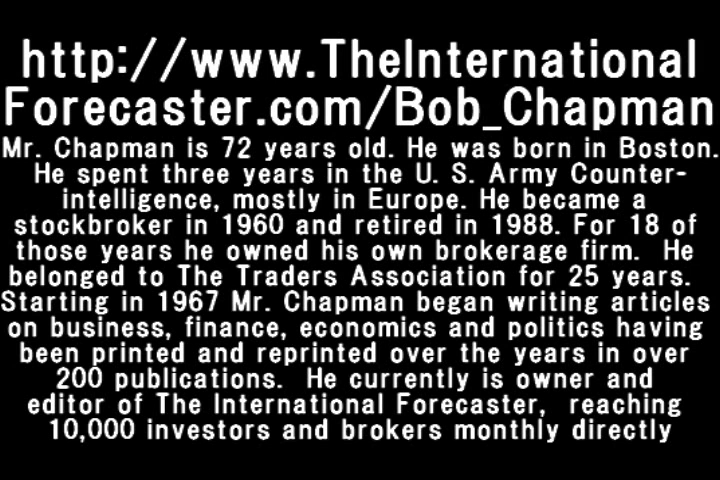 http://www.TheInternational
Forecaster.com/Bob_Chapman
Mr. Chapman is 72 years old. He was born in Boston.
He spent three years in the U. S. Army Counter-
intelligence, mostly in Europe. He became a
stockbroker in 1960 and retired in 1988. For 18 of
those years he owned his own brokerage firm. He
belonged to The Traders Association for 25 years.
Starting in 1967 Mr. Chapman began writing articles
on business, finance, economics and politics having
been printed and reprinted over the years in over
200 publications. He currently is owner and
editor of The International Forecaster, reaching
10,000 investors and brokers monthly directly